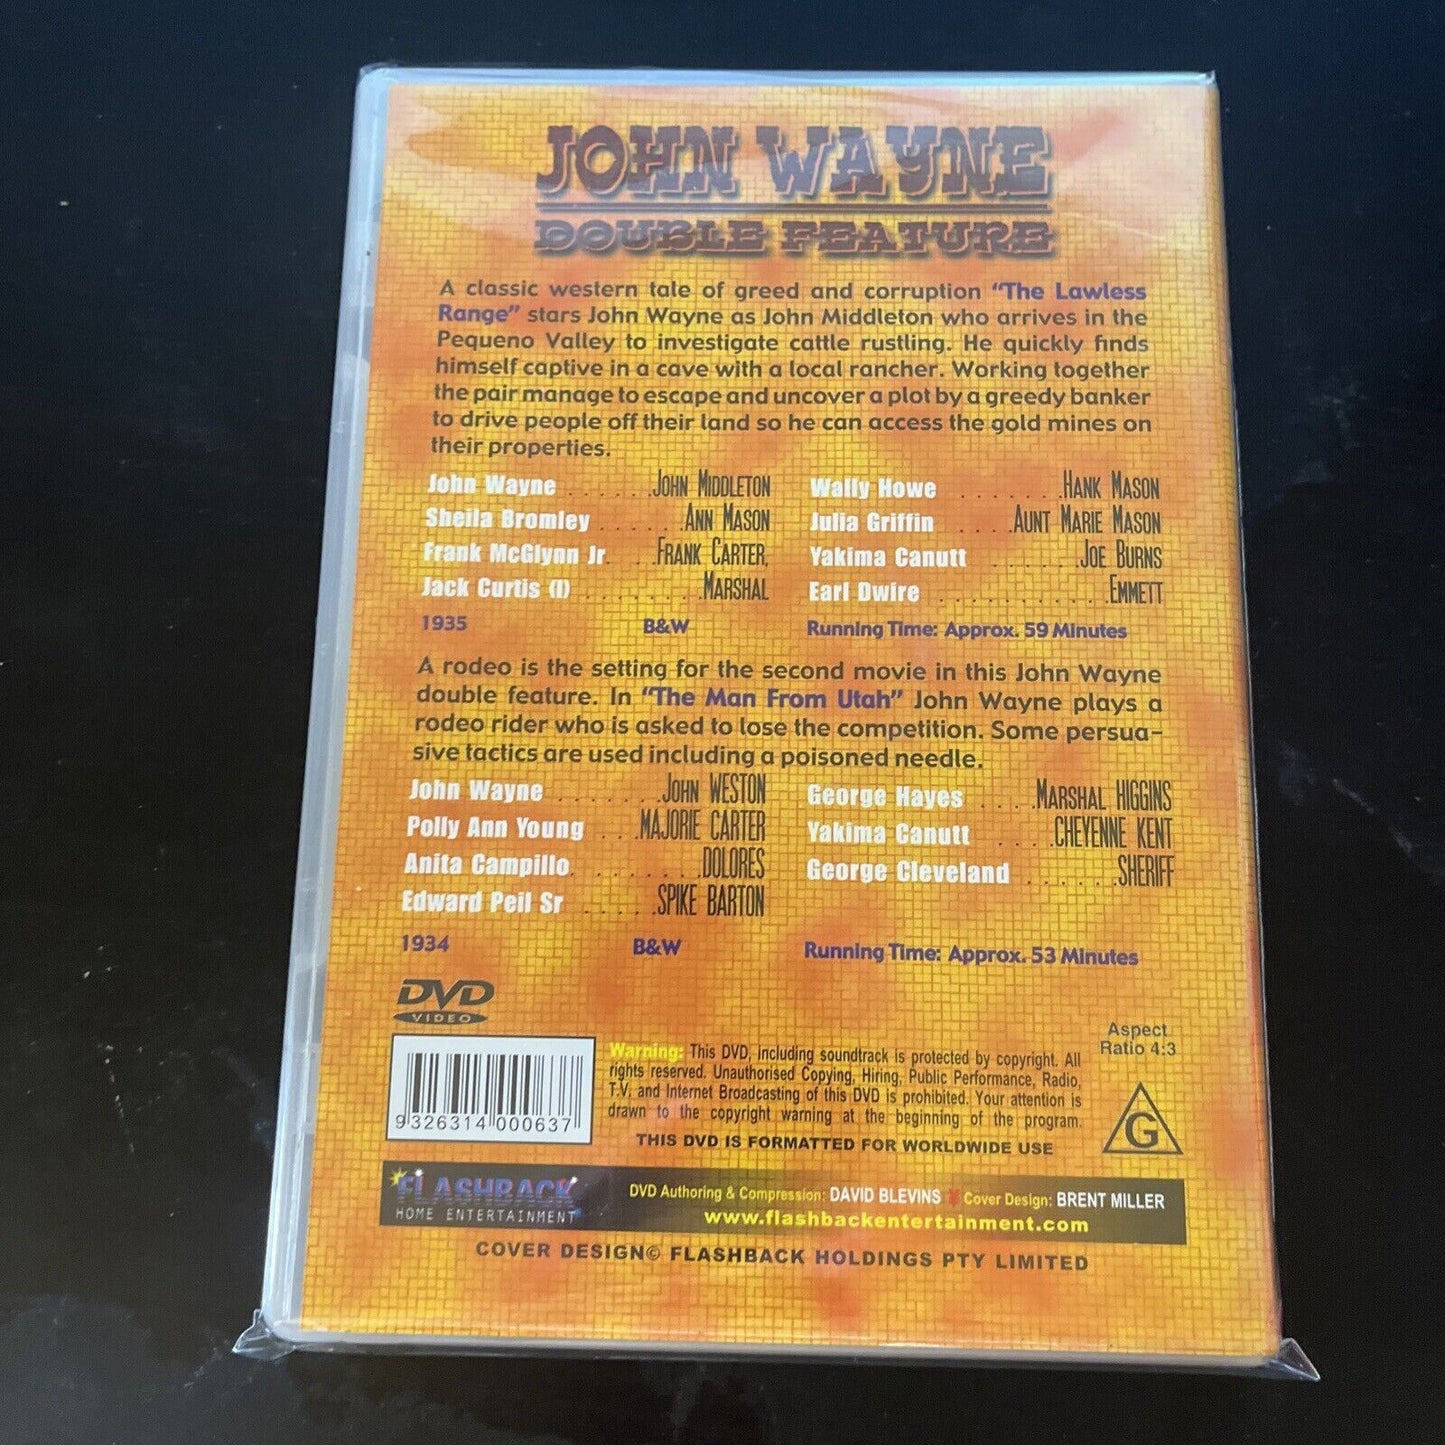 JOHN WAYNE
DOUBLE FEATURE
A classic western tale of greed and corruption "The Lawless
Range" stars John Wayne as John Middleton who arrives in the
Pequeno Valley to investigate cattle rustling. He quickly finds
himself captive in a cave with a local rancher. Working together
the pair manage to escape and uncover a plot by a greedy banker
to drive people off their land so he can access the gold mines on
their properties.
John Wayne . . . . . . .JOHN MIDDLETON
Sheila Bromley . . . . . .ANN MASON
Frank McGlynn Jr. . .FRANK CARTER,
Jack Curtis (I) . . . . . . . .MARSHAL
Wally Howe . . . . . . .HANK MASON
Julia Griffin . . . .AUNT MARIE MASON
Yakima Canutt . . . . . . .JOE BURNS
Earl Dwire . . . . . . . . . . .EMMETT
1935 B&W Running Time: Approx. 59 Minutes
A rodeo is the setting for the second movie in this John Wayne
double feature. In "The Man From Utah" John Wayne plays a
rodeo rider who is asked to lose the competition. Some persua-
sive tactics are used including a poisoned needle.
John Wayne . . . . . . .JOHN WESTON
Polly Ann Young . . .MAJORIE CARTER
Anita Campillo. . . . . . . . .DOLORES
Edward Peil Sr . . . . .SPIKE BARTON
George Hayes . . . .MARSHAL HIGGINS
Yakima Canutt . . . . .CHEYENNE KENT
George Cleveland . . . . . . .SHERIFF
1934 B&W Running Time: Approx. 53 Minutes
DVD
VIDEO
Aspect
Ratio 4:3
9 326314 000637
Warning: This DVD, including soundtrack is protected by copyright. All
rights reserved. Unauthorised Copying, Hiring, Public Performance, Radio,
T.V. and Internet Broadcasting of this DVD is prohibited. Your attention is
drawn to the copyright warning at the beginning of the program.
THIS DVD IS FORMATTED FOR WORLDWIDE USE
G
FLASHBACK
HOME ENTERTAINMENT
DVD Authoring & Compression: DAVID BLEVINS Cover Design: BRENT MILLER
www.flashbackentertainment.com
COVER DESIGN© FLASHBACK HOLDINGS PTY LIMITED